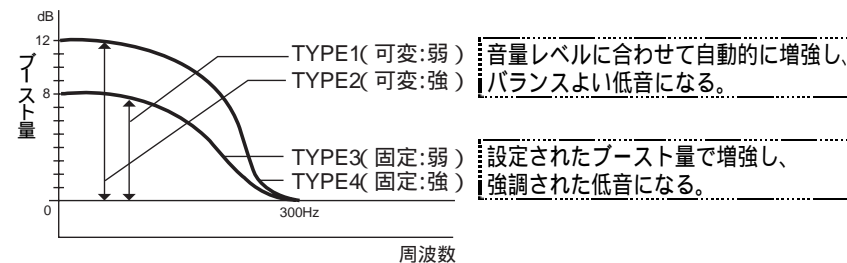 dB
12
ブースト量
8
0
TYPE1( 可変:弱 )
TYPE2( 可変:強 )
音量レベルに合わせて自動的に増強し、
バランスよい低音になる。
TYPE3( 固定:弱 )
TYPE4( 固定:強 )
設定されたブースト量で増強し、
強調された低音になる。
300Hz
周波数